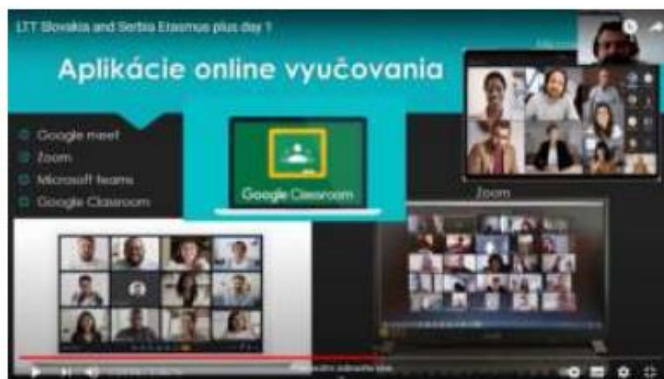 LTT Slovakia and Serbia Erasmus plus day 1
Aplikácie online vyučovania
Google meet
Zoom
Microsoft teams
Google Classroom
Google Classroom
Zoom